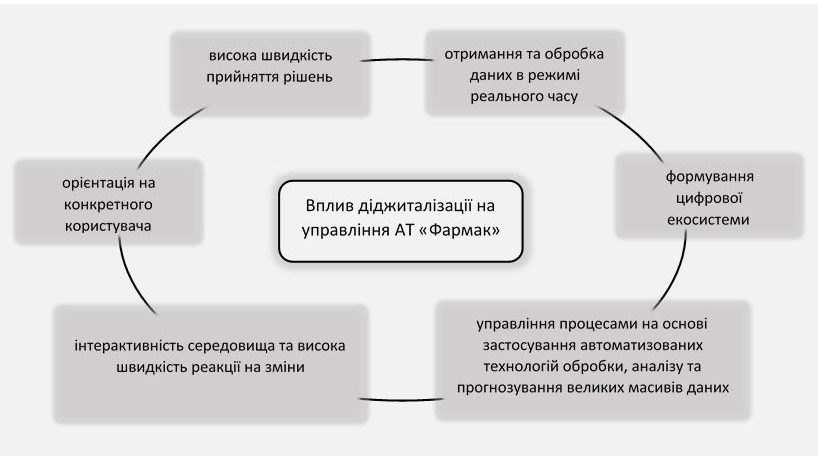 висока швидкість
прийняття рішень
отримання та обробка
даних в режимі
реального часу
орієнтація на
конкретного
користувача
Вплив діджиталізації на
управління АТ «Фармак»
формування
цифрової
екосистеми
інтерактивність середовища та висока
швидкість реакції на зміни
управління процесами на основі
застосування автоматизованих
технологій обробки, аналізу та
прогнозування великих масивів даних